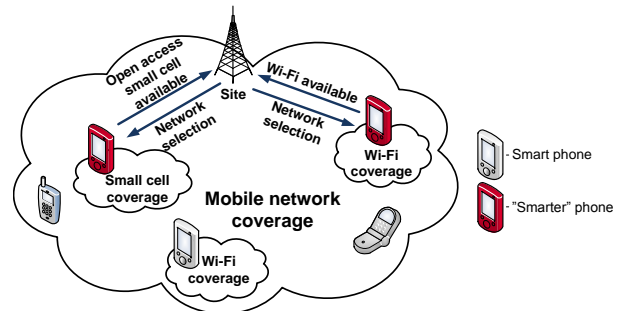 Open access
small cell
available
Site
Wi-Fi available
Network
selection
Network
selection
Small cell
coverage
Wi-Fi
coverage
Mobile network
coverage
Wi-Fi
coverage
- Smart phone
- "Smarter" phone